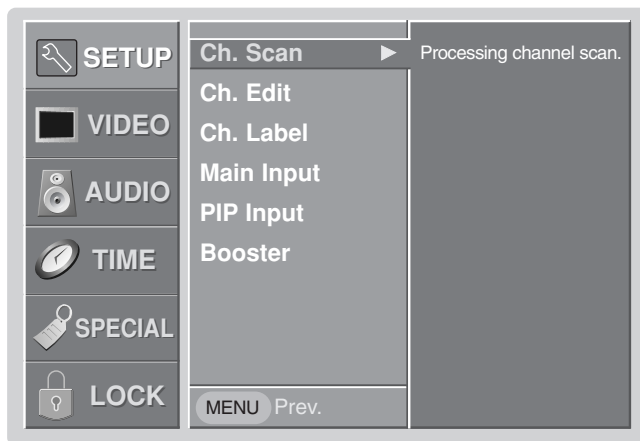 SETUP
VIDEO
AUDIO
TIME
SPECIAL
LOCK
Ch. Scan
Ch. Edit
Ch. Label
Main Input
PIP Input
Booster
MENU Prev.
Processing channel scan.